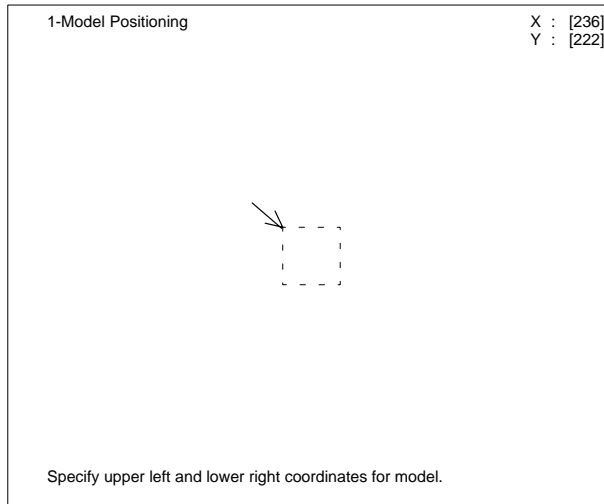 1-Model Positioning X : [236]
Y : [222]
Specify upper left and lower right coordinates for model.